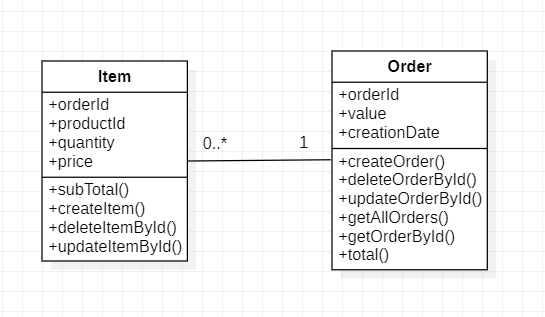 Item
+orderId
+productId
+quantity
+price
+subTotal()
+createItem()
+deleteItemById()
+updateItemById()
0..*
1
Order
+orderId
+value
+creationDate
+createOrder()
+deleteOrderById()
+updateOrderById()
+getAllOrders()
+getOrderById()
+total()